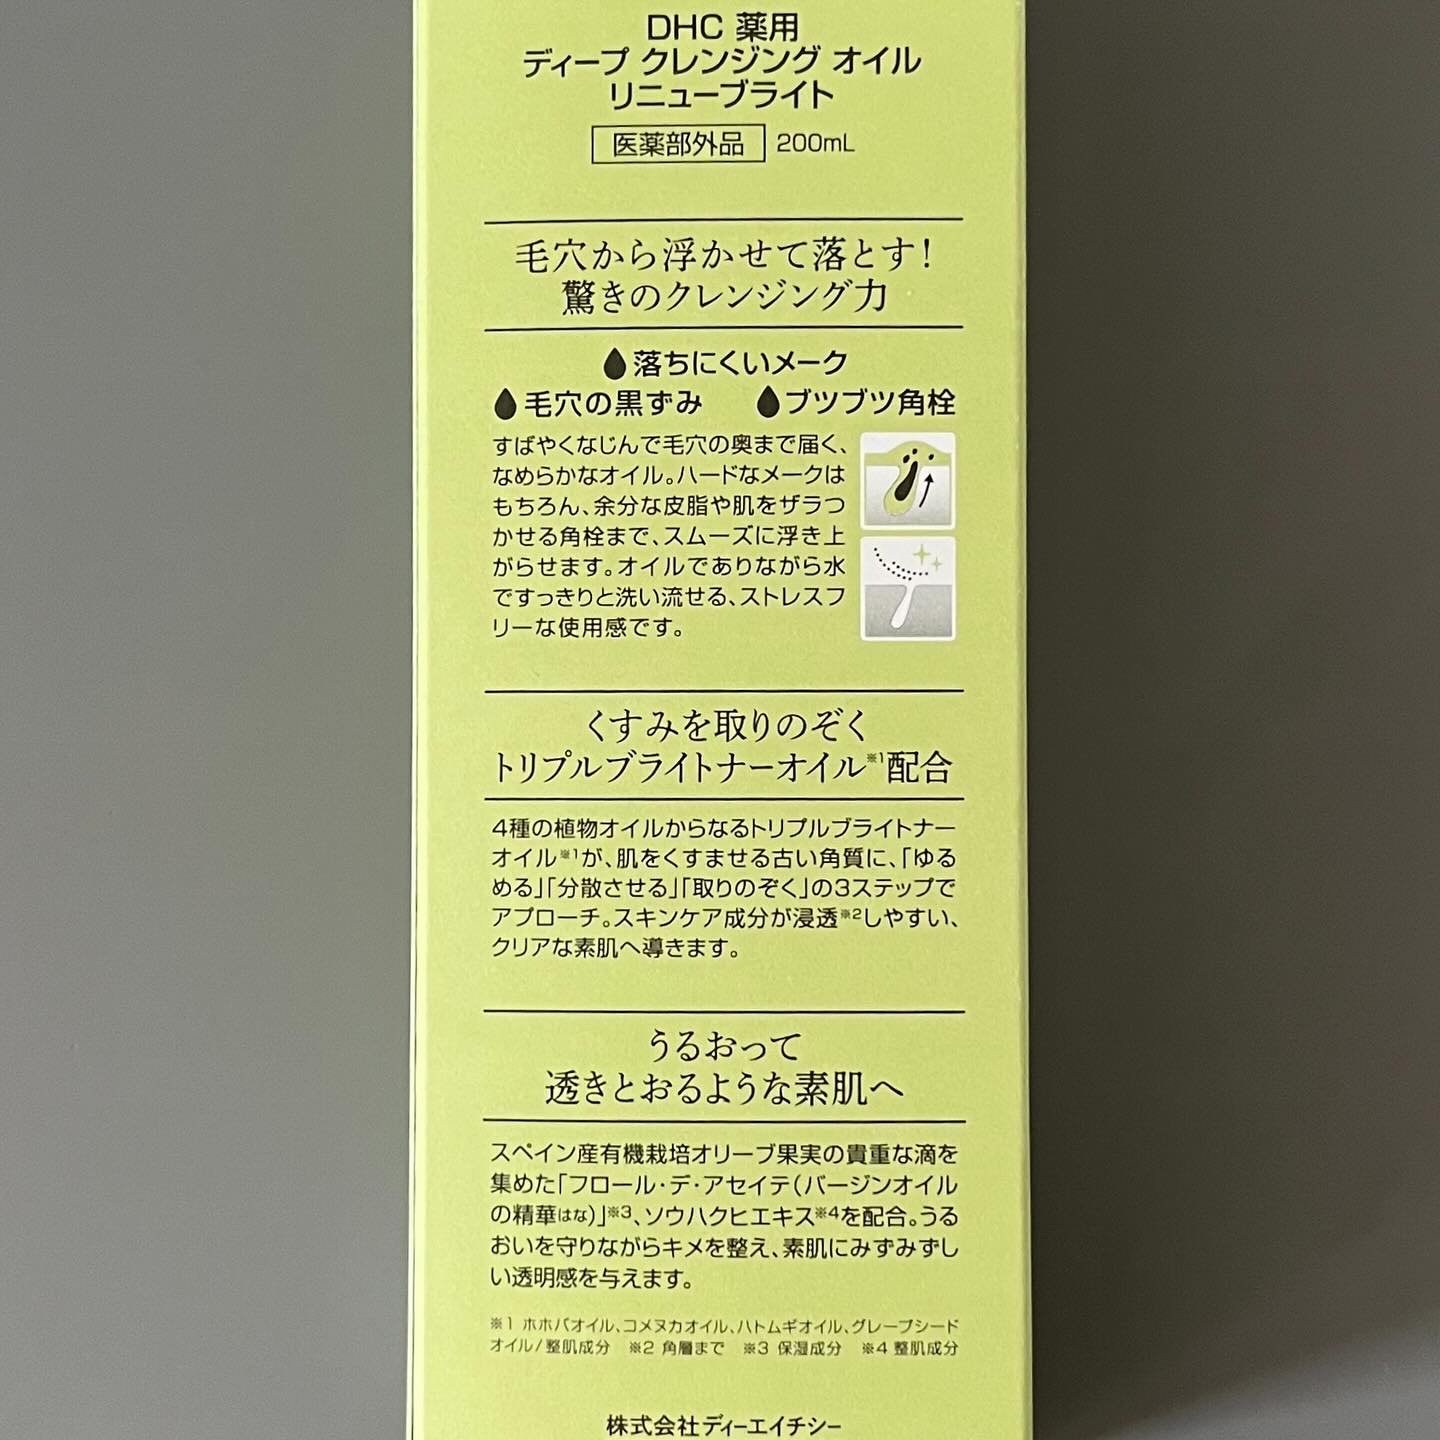 DHC 薬用
ディープ クレンジング オイル
リニューブライト
医薬部外品 200mL
毛穴から浮かせて落とす!
驚きのクレンジング力
落ちにくいメーク
毛穴の黒ずみ ブツブツ角栓
すばやくなじんで毛穴の奥まで届く、
なめらかなオイル。ハードなメークは
もちろん、余分な皮脂や肌をザラつ
かせる角栓まで、スムーズに浮き上
がらせます。オイルでありながら水
ですっきりと洗い流せる、ストレスフ
リーな使用感です。
くすみを取りのぞく
トリプルブライトナーオイル※1配合
4種の植物オイルからなるトリプルブライトナー
オイル※1が、肌をくすませる古い角質に、「ゆる
める」「分散させる」「取りのぞく」の3ステップで
アプローチ。スキンケア成分が浸透※2しやすい、
クリアな素肌へ導きます。
うるおって
透きとおるような素肌へ
スペイン産有機栽培オリーブ果実の貴重な滴を
集めた「フロール・デ・アセイテ(バージンオイル
の精華はな)」※3、ソウハクヒエキス※4を配合。うる
おいを守りながらキメを整え、素肌にみずみずし
い透明感を与えます。
※1 ホホバオイル、コメヌカオイル、ハトムギオイル、グレープシード
オイル/整肌成分 ※2 角層まで ※3 保湿成分 ※4 整肌成分
株式会社ディーエイチシー